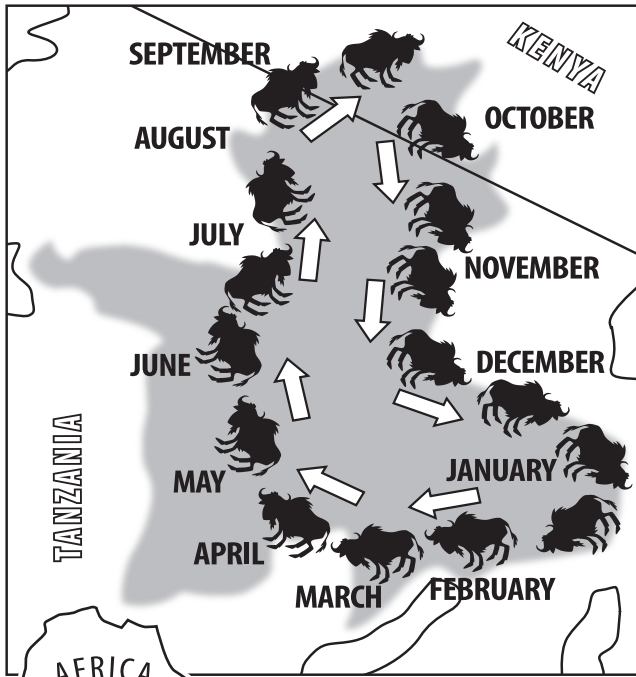 SEPTEMBER
KENYA
OCTOBER
AUGUST
JULY
NOVEMBER
JUNE
DECEMBER
TANZANIA
MAY
JANUARY
APRIL
MARCH
FEBRUARY
AFRICA